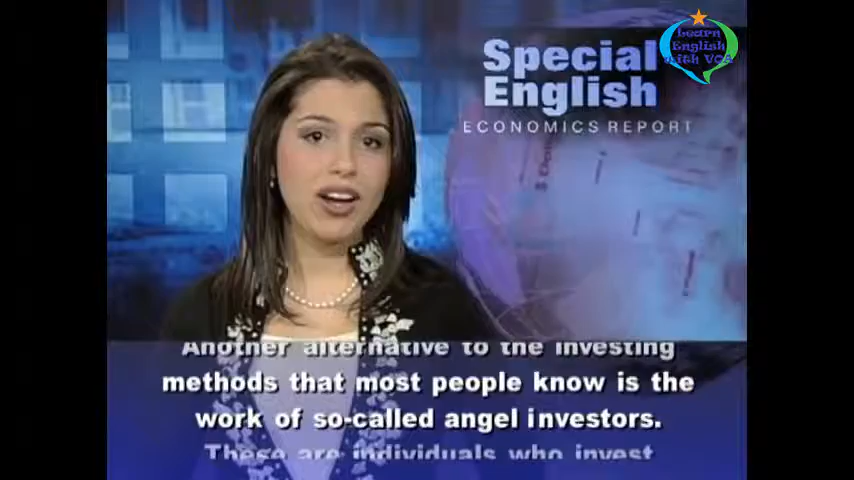 Special
English
ECONOMICS REPORT
Learn
English
with VOA
Another alternative to the investing
methods that most people know is the
work of so-called angel investors.
These are individuals who invest